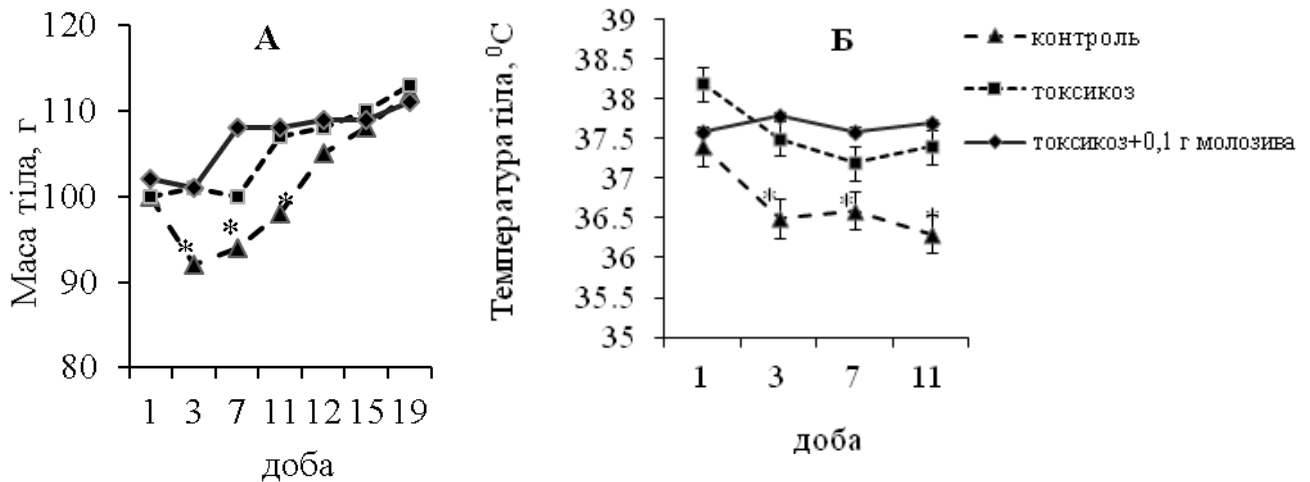 А
Маса тіла, г
120
110
100
90
80
*
*
*
1 3 7 11 12 15 19
доба
Б
Температура тіла, ⁰C
39
38.5
38
37.5
37
36.5
36
35.5
35
*
*
*
1 3 7 11
доба
контроль
токсикоз
токсикоз+0,1 г молозива